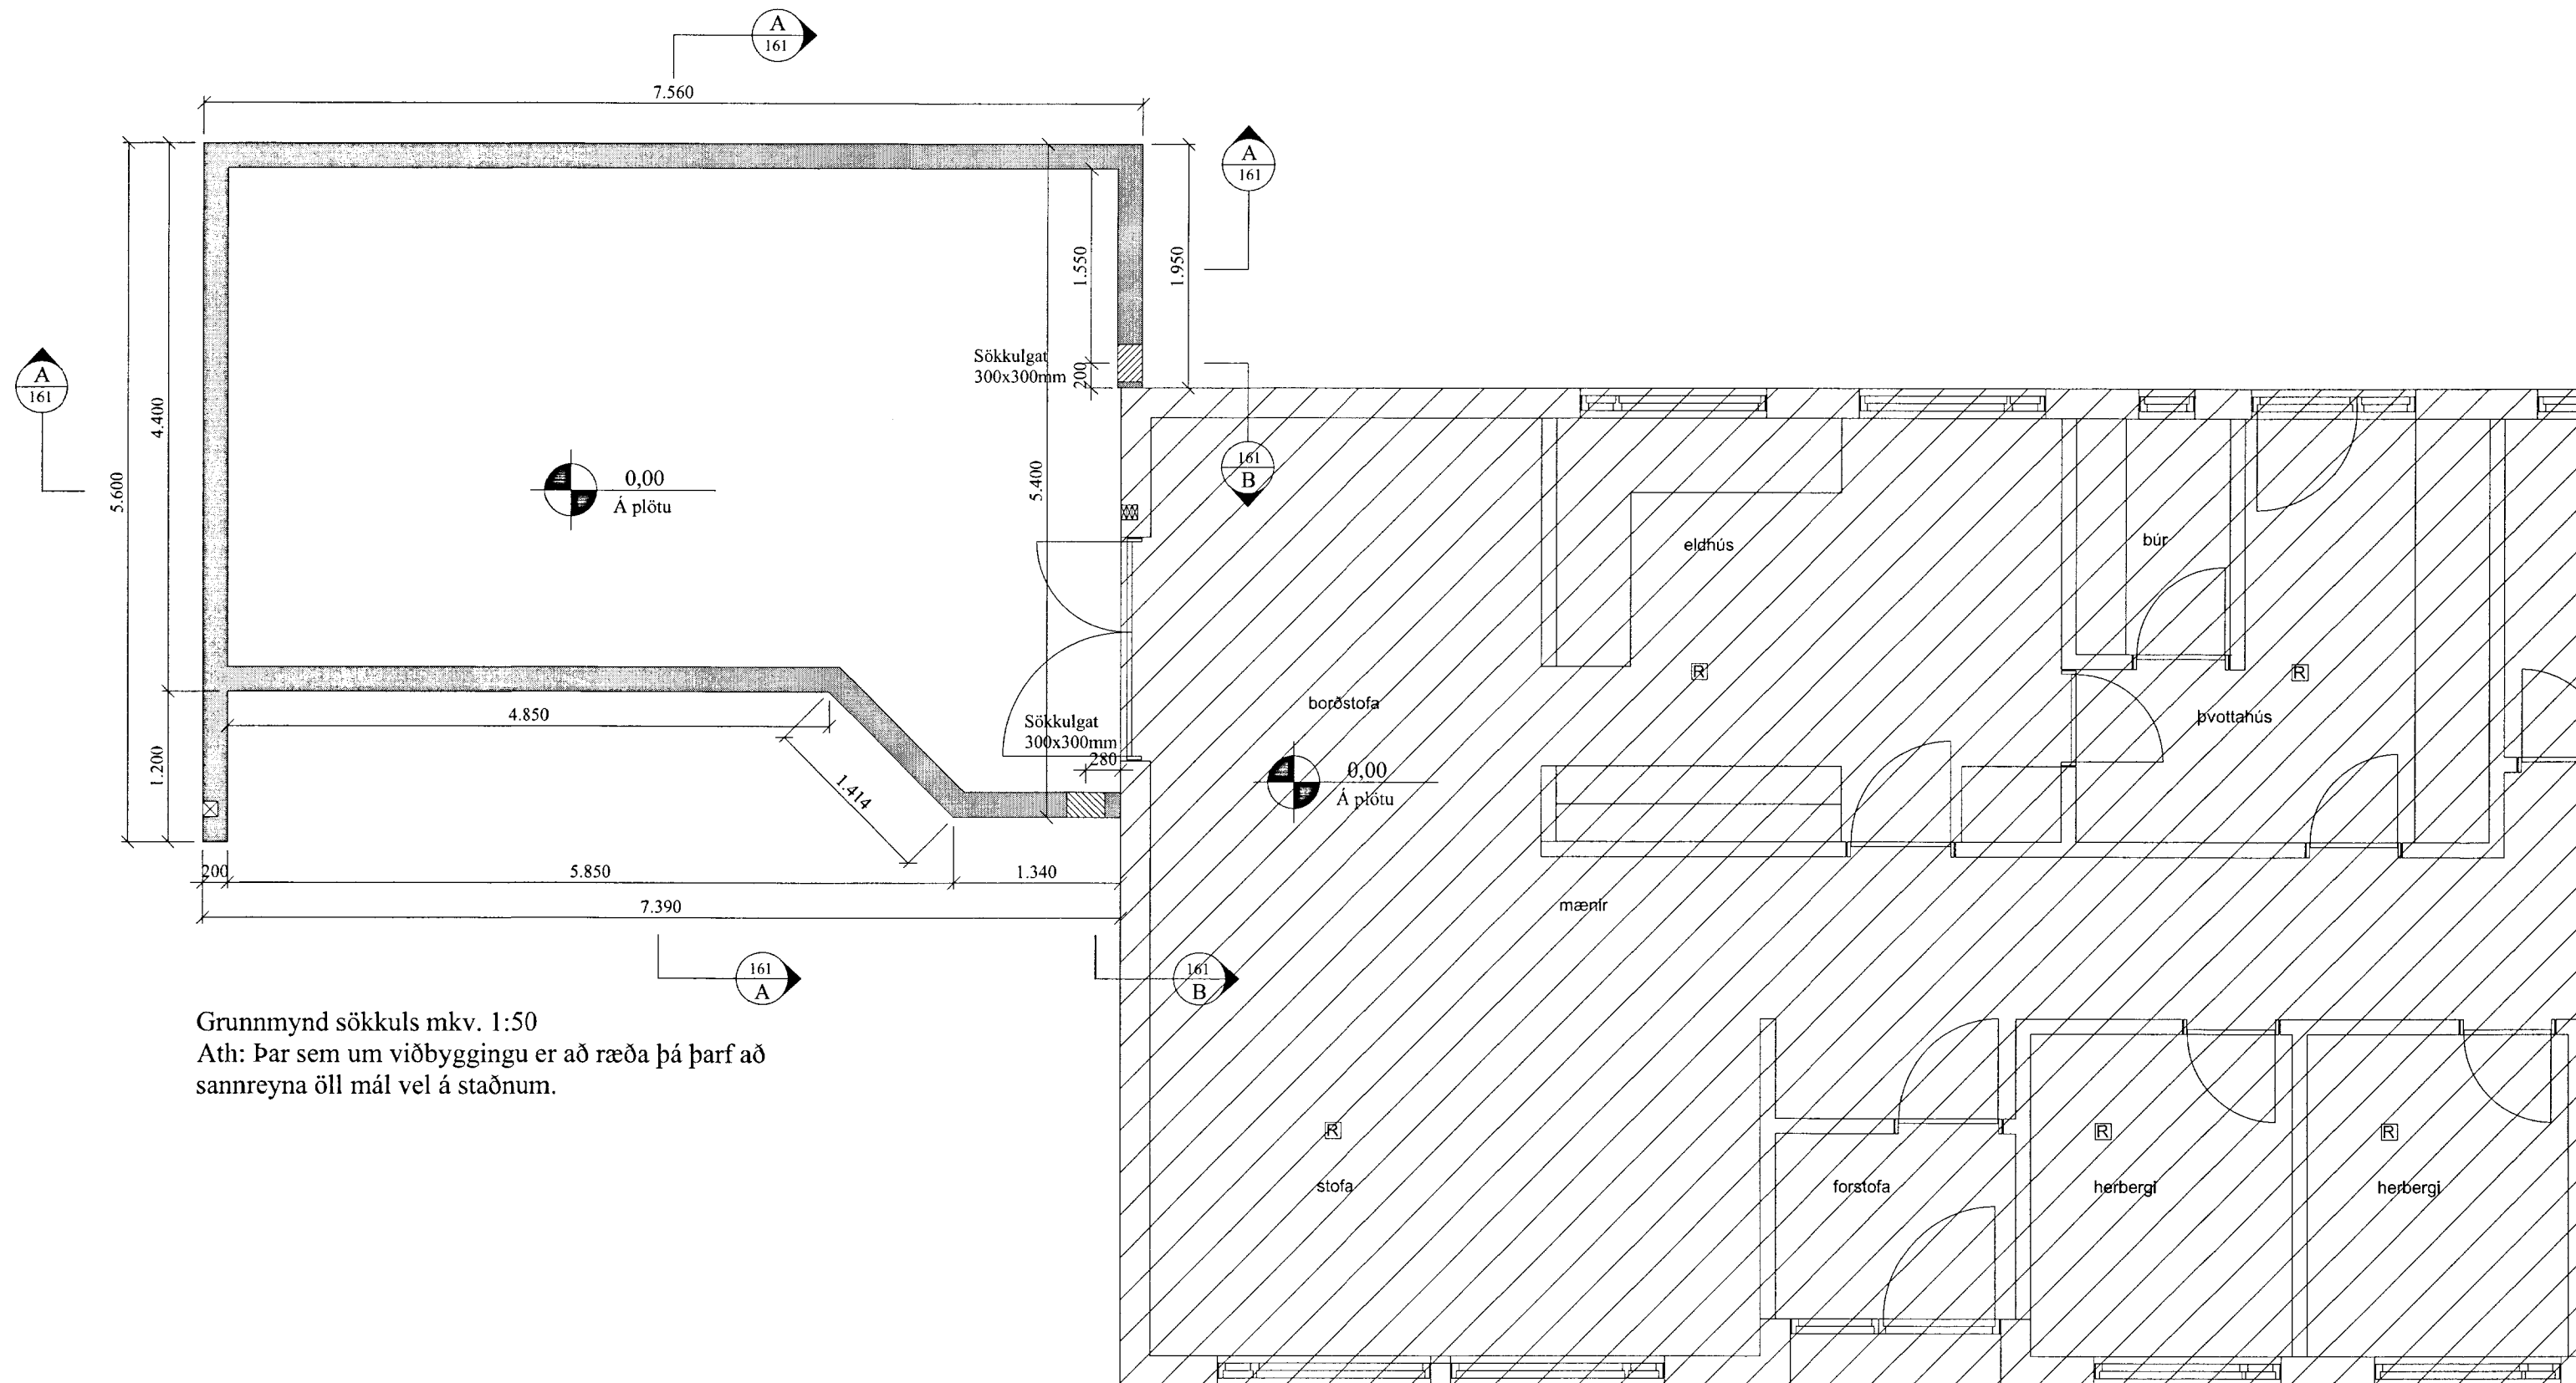 A
161
7.560
A
161
1.550
1.950
Sökkulgat
300x300mm
200
A
161
4.400
5.600
5.400
161
B
0,00
Á plötu
eldhús
búr
R
R
borðstofa
þvottahús
4.850
Sökkulgat
300x300mm
280
1.200
1.414
0,00
Á plötu
200
5.850
1.340
7.390
mænir
161
A
161
B
Grunnmynd sökkuls mkv. 1:50
Ath: Þar sem um viðbyggingu er að ræða þá þarf að
sannreyna öll mál vel á staðnum.
R
R
R
stofa
forstofa
herbergi
herbergi